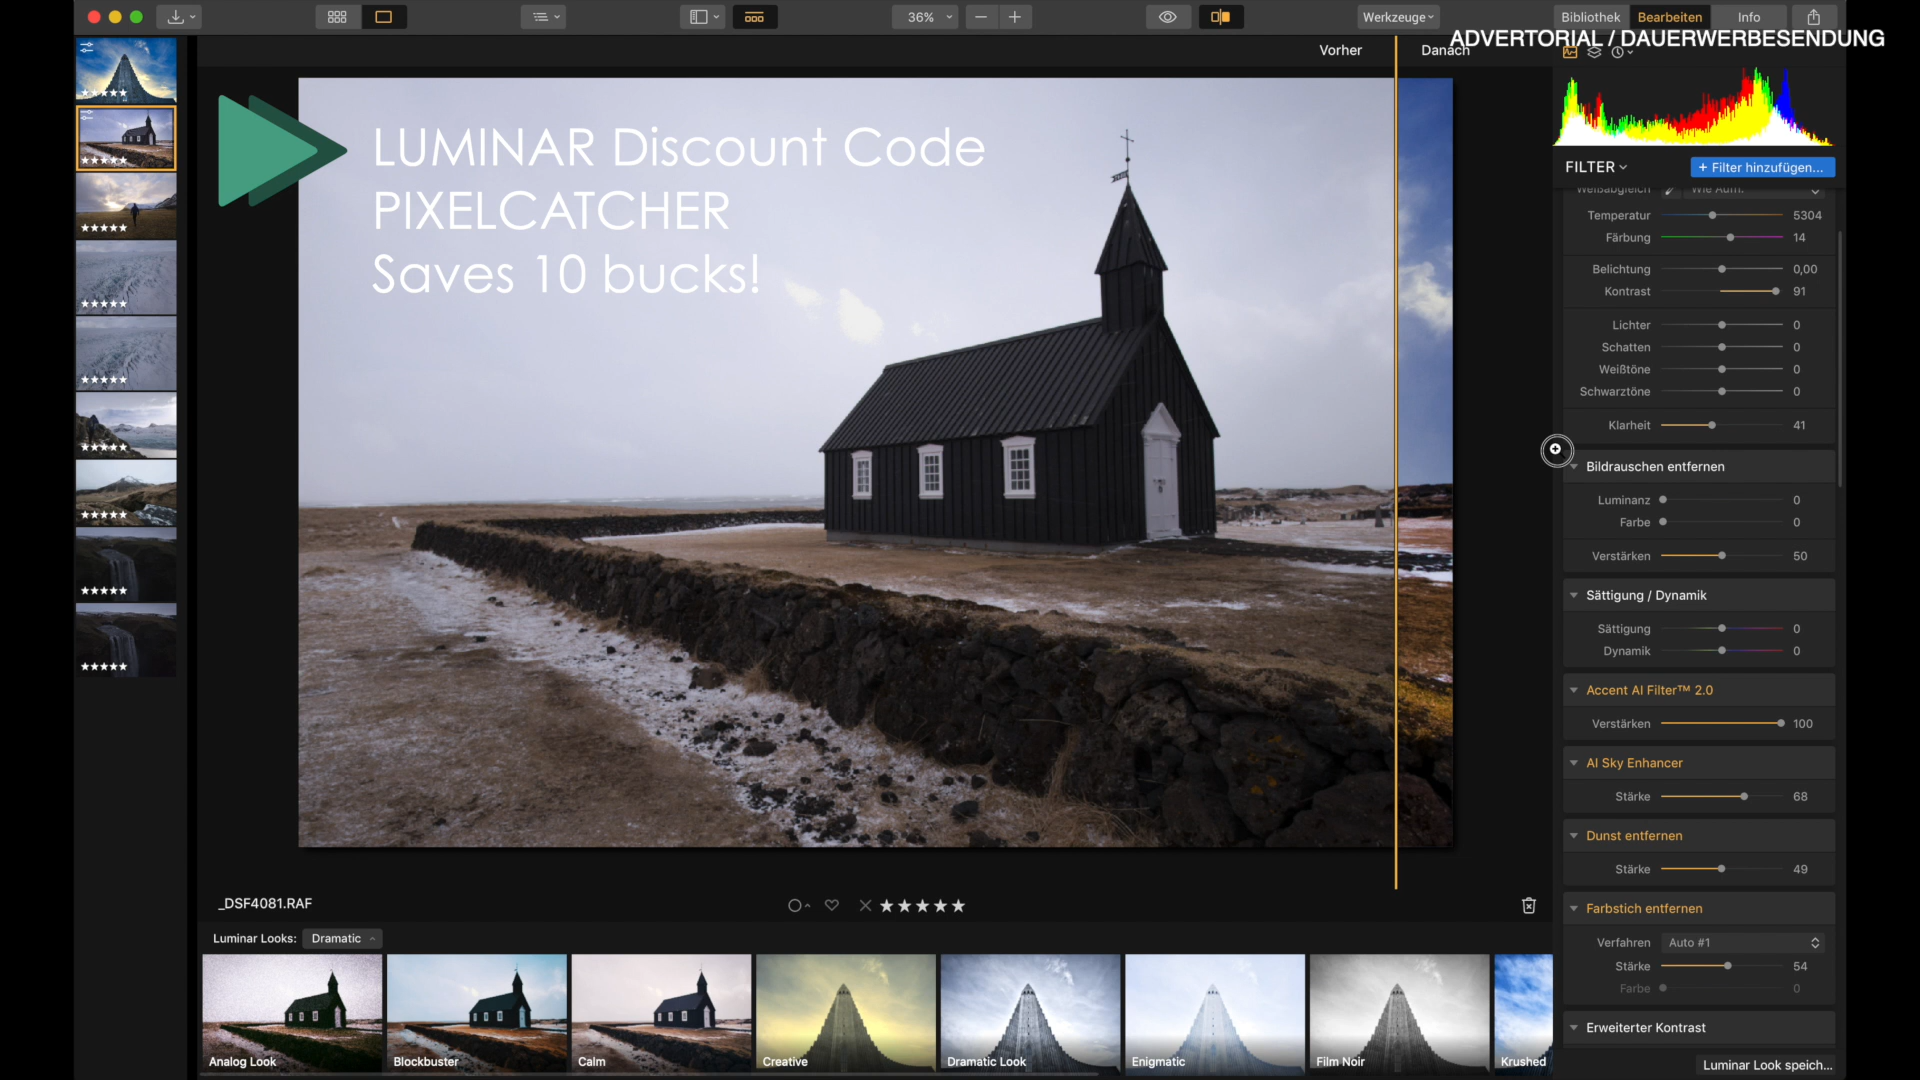 36%
Werkzeuge
Bibliothek
Bearbeiten
Info
ADVERTORIAL / DAUERWERBESENDUNG
Vorher
Danach
LUMINAR Discount Code
PIXELCATCHER
Saves 10 bucks!
FILTER
+ Filter hinzufügen...
Weißabgleich Wie Aufn.
Temperatur 5304
Färbung 14
Belichtung 0,00
Kontrast 91
Lichter 0
Schatten 0
Weißtöne 0
Schwarztöne 0
Klarheit 41
Bildrauschen entfernen
Luminanz 0
Farbe 0
Verstärken 50
Sättigung / Dynamik
Sättigung 0
Dynamik 0
Accent AI Filter™ 2.0
Verstärken 100
AI Sky Enhancer
Stärke 68
Dunst entfernen
Stärke 49
Farbstich entfernen
Verfahren Auto #1
Stärke 54
Farbe 0
Erweiterter Kontrast
Luminar Look speich...
_DSF4081.RAF
Luminar Looks: Dramatic
Analog Look
Blockbuster
Calm
Creative
Dramatic Look
Enigmatic
Film Noir
Krushed